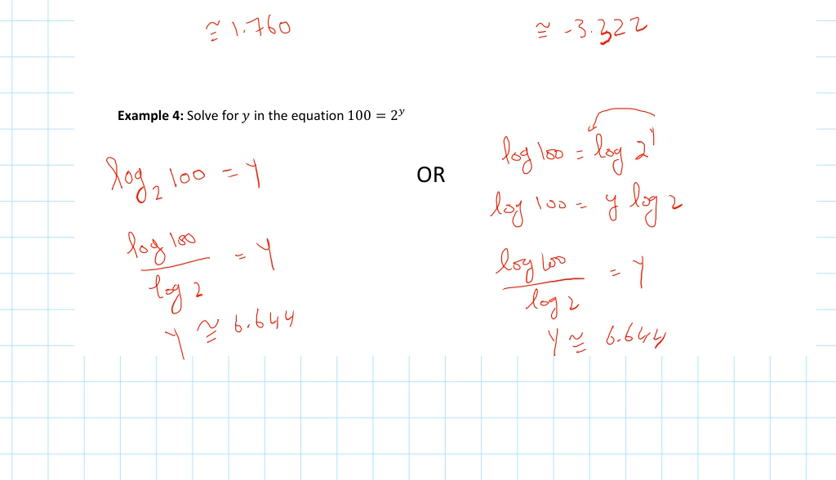 ≅ 1.760
≅ -3.322
Example 4: Solve for y in the equation 100 = 2^y
log₂ 100 = y
log 100 / log 2 = y
y ≅ 6.644
OR
log 100 = log 2^y
log 100 = y log 2
log 100 / log 2 = y
y ≅ 6.644